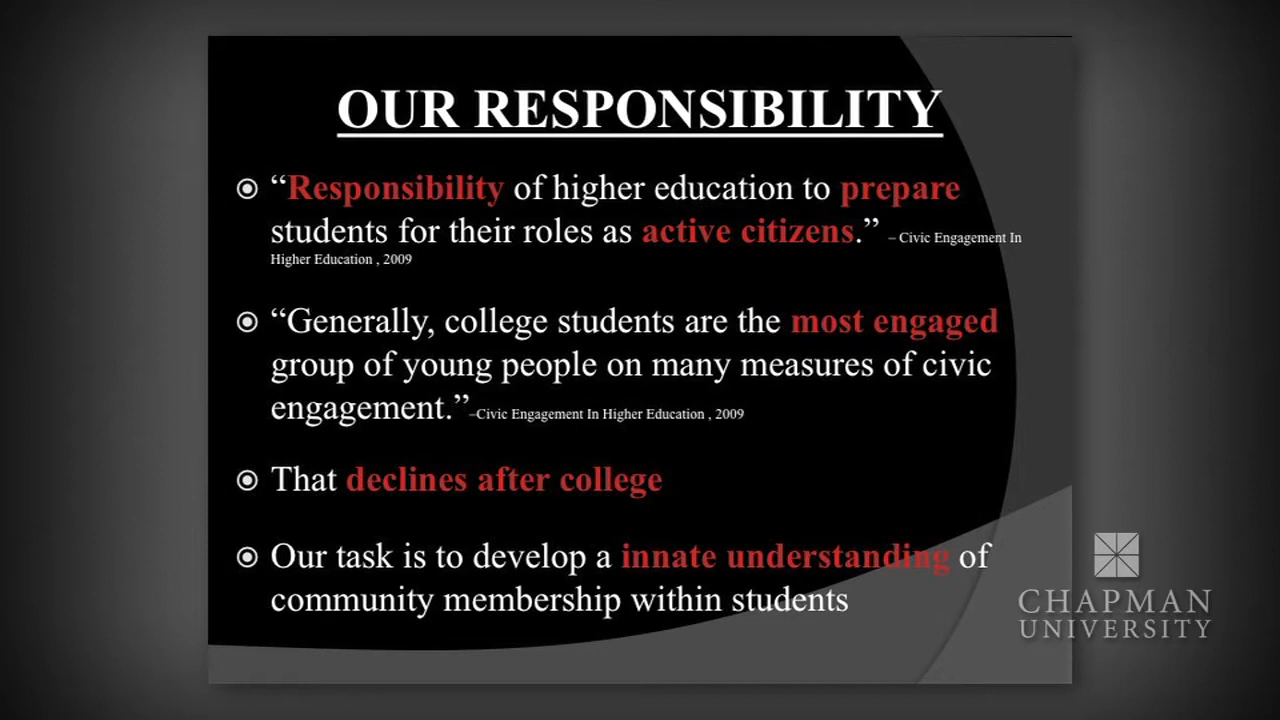 OUR RESPONSIBILITY
“Responsibility of higher education to prepare
students for their roles as active citizens.” – Civic Engagement In
Higher Education , 2009
“Generally, college students are the most engaged
group of young people on many measures of civic
engagement.”–Civic Engagement In Higher Education , 2009
That declines after college
Our task is to develop a innate understanding of
community membership within students
CHAPMAN
UNIVERSITY